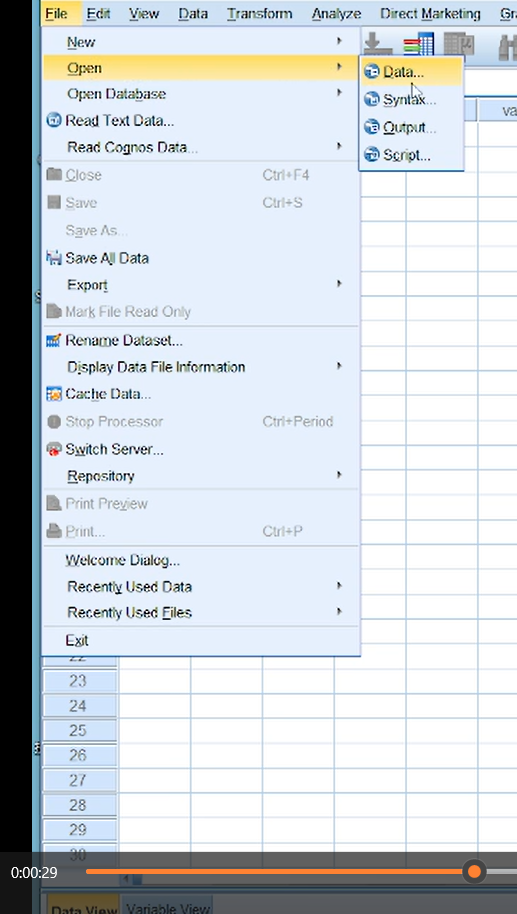 File Edit View Data Transform Analyze Direct Marketing Gr
New
Open
Data...
Syntax...
Open Database
Output...
va
Read Text Data...
Read Cognos Data...
Script...
Close Ctrl+F4
Save Ctrl+S
Save As...
Save All Data
Export
Mark File Read Only
Rename Dataset...
Display Data File Information
Cache Data...
Stop Processor Ctrl+Period
Switch Server...
Repository
Print Preview
Print... Ctrl+P
Welcome Dialog...
Recently Used Data
Recently Used Files
Exit
22
23
24
25
26
27
28
29
30
0:00:29
Data View Variable View